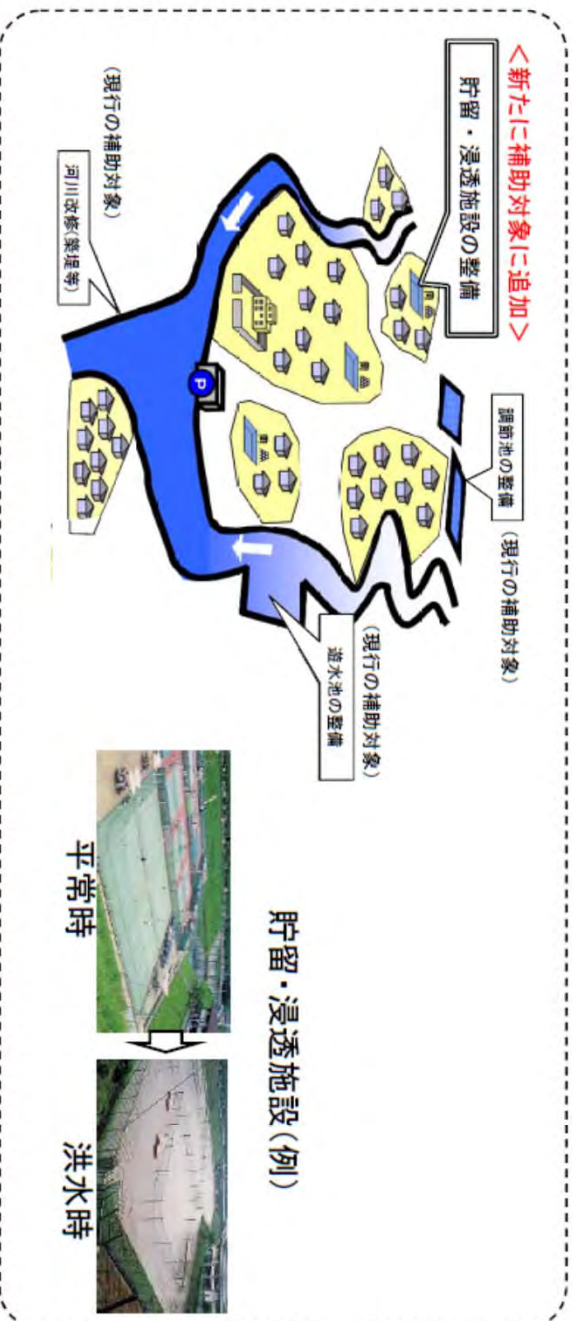 ＜新たに補助対象に追加＞
貯留・浸透施設の整備
調節池の整備
(現行の補助対象)
(現行の補助対象)
河川改修(築堤等)
(現行の補助対象)
遊水池の整備
P
貯留・浸透施設(例)
平常時
洪水時